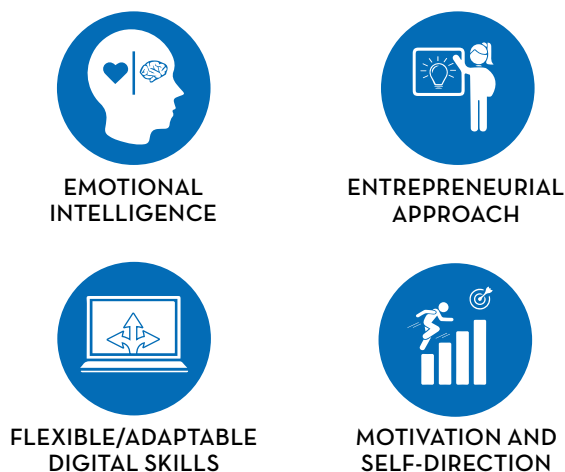 EMOTIONAL
INTELLIGENCE
ENTREPRENEURIAL
APPROACH
FLEXIBLE/ADAPTABLE
DIGITAL SKILLS
MOTIVATION AND
SELF-DIRECTION